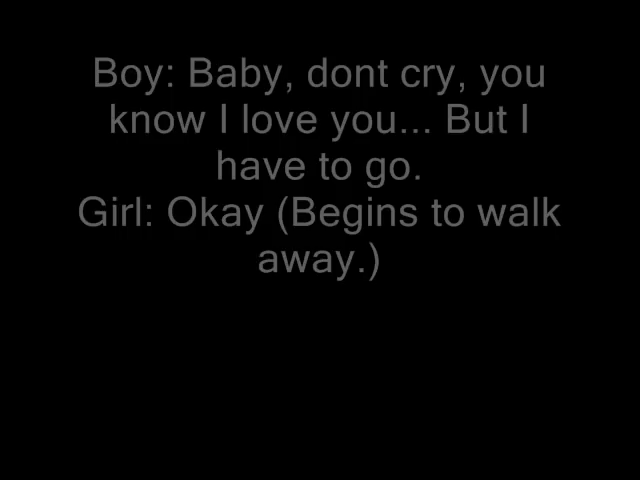 Boy: Baby, dont cry, you
know I love you... But I
have to go.
Girl: Okay (Begins to walk
away.)